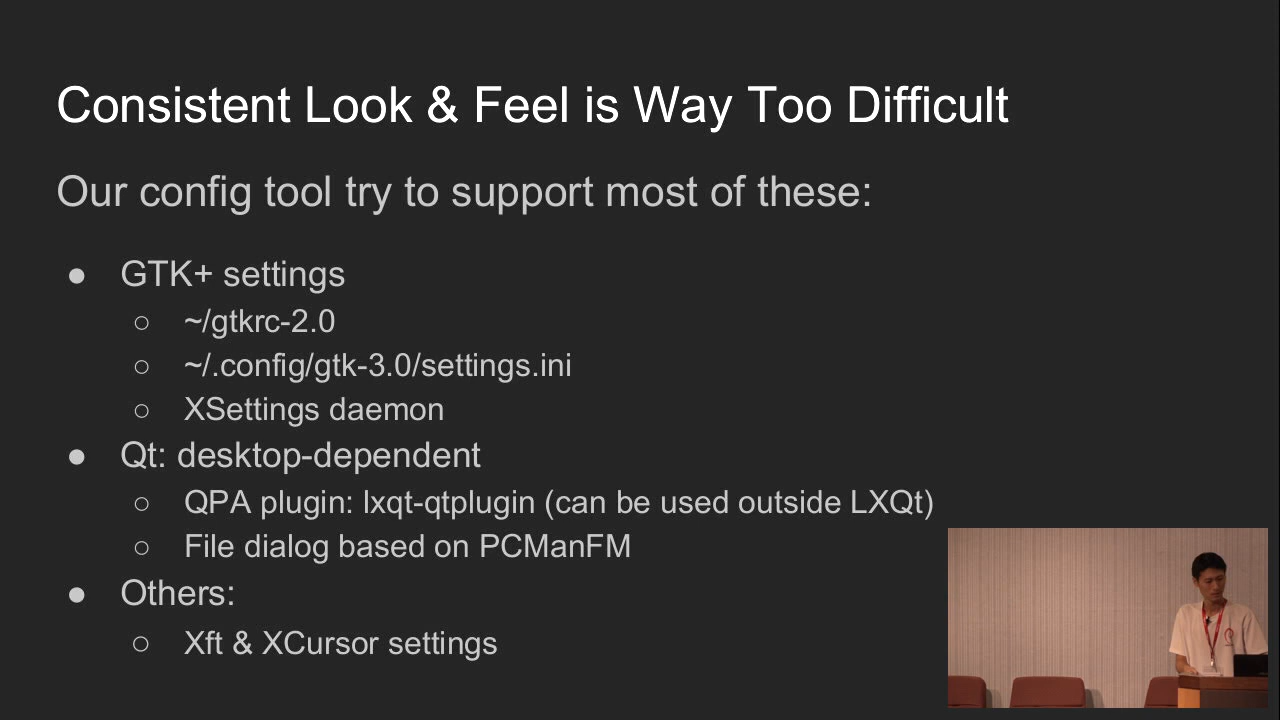 Consistent Look & Feel is Way Too Difficult
Our config tool try to support most of these:
● GTK+ settings
○ ~/gtkrc-2.0
○ ~/.config/gtk-3.0/settings.ini
○ XSettings daemon
● Qt: desktop-dependent
○ QPA plugin: lxqt-qtplugin (can be used outside LXQt)
○ File dialog based on PCManFM
● Others:
○ Xft & XCursor settings